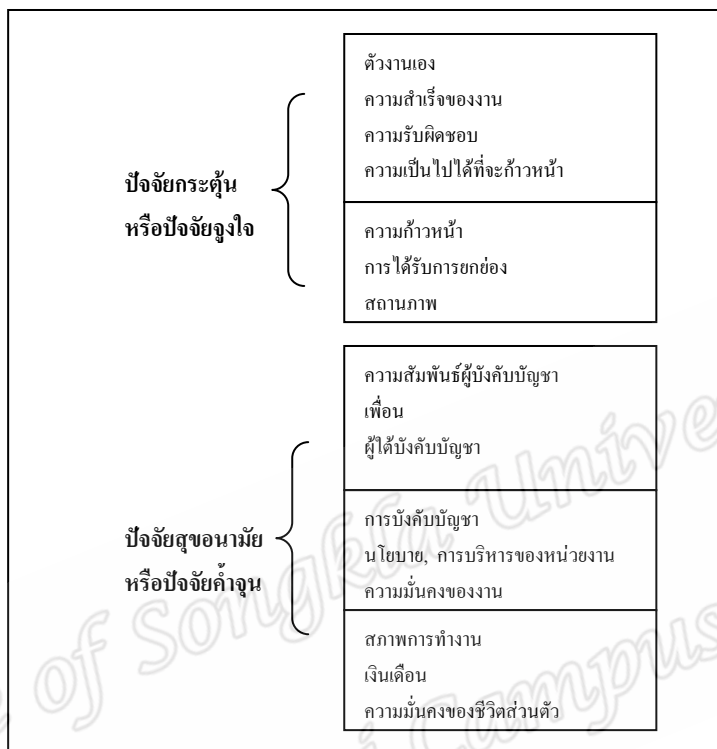 ตัวงานเอง
ความสำเร็จของงาน
ความรับผิดชอบ
ความเป็นไปได้ที่จะก้าวหน้า
ปัจจัยกระตุ้น
หรือปัจจัยจูงใจ
ความก้าวหน้า
การได้รับการยกย่อง
สถานภาพ
ความสัมพันธ์ผู้บังคับบัญชา
เพื่อน
ผู้ใต้บังคับบัญชา
ปัจจัยสุขอนามัย
หรือปัจจัยค้ำจุน
การบังคับบัญชา
นโยบาย, การบริหารของหน่วยงาน
ความมั่นคงของงาน
สภาพการทำงาน
เงินเดือน
ความมั่นคงของชีวิตส่วนตัว
of Songkla Unive
Campus